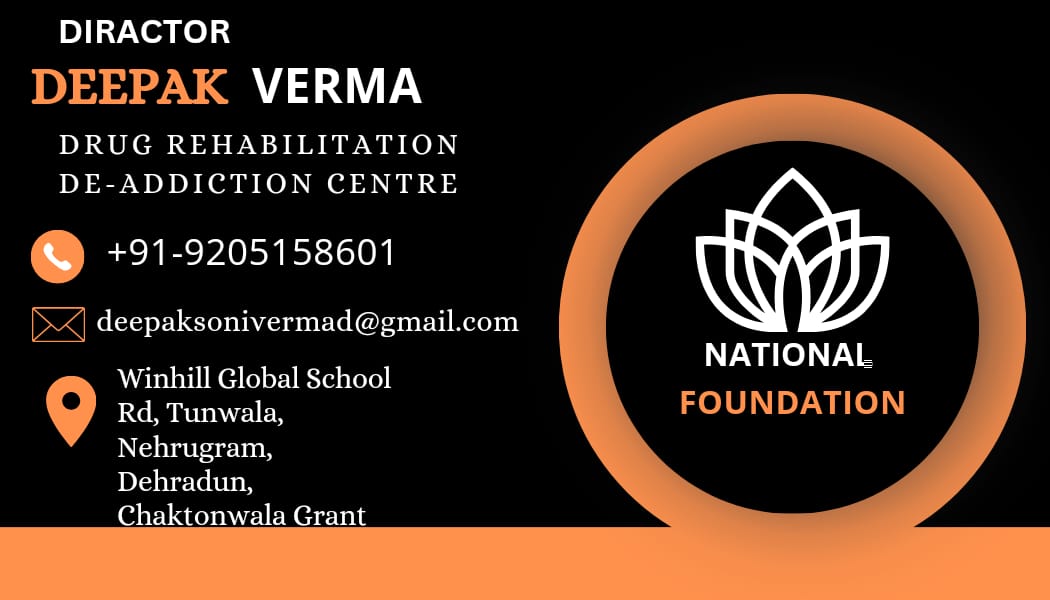 DIRACTOR
DEEPAK VERMA
DRUG REHABILITATION
DE-ADDICTION CENTRE
+91-9205158601
deepaksonivermad@gmail.com
Winhill Global School
Rd, Tunwala,
Nehrugram,
Dehradun,
Chaktonwala Grant
NATIONAL
FOUNDATION